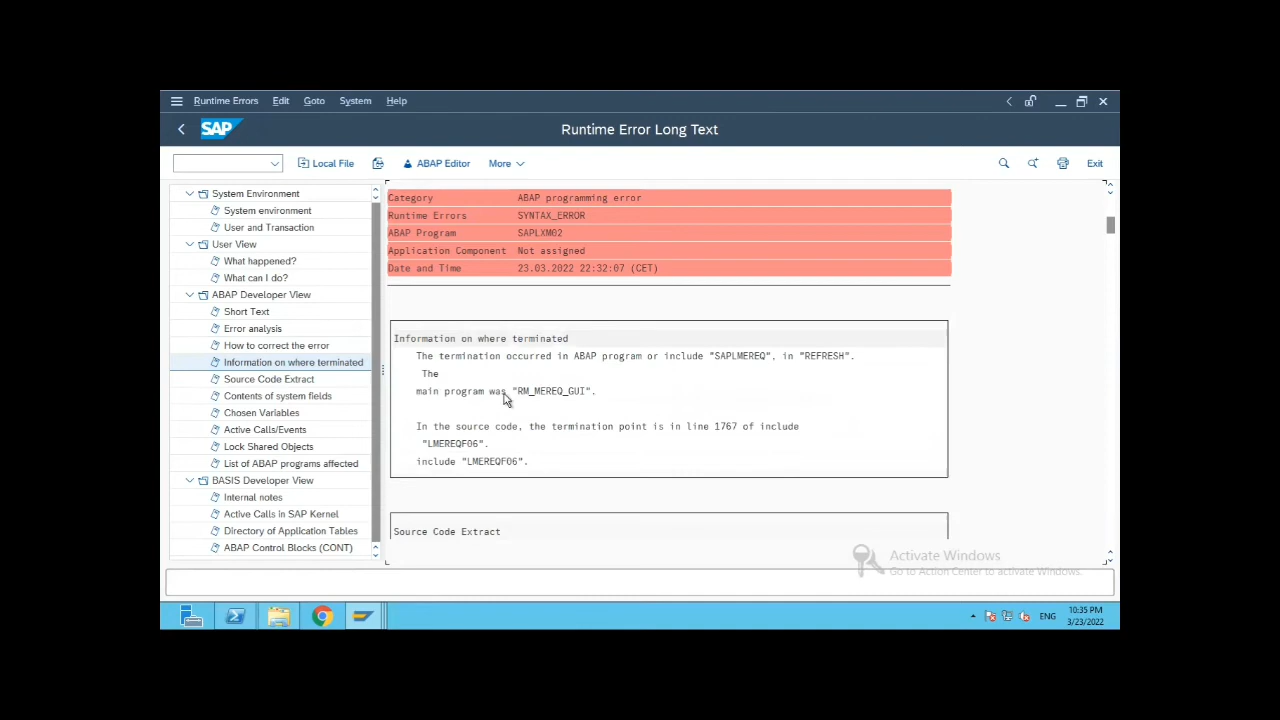 Runtime Errors Edit Goto System Help
SAP Runtime Error Long Text
Local File ABAP Editor More Exit
System Environment
System environment
User and Transaction
User View
What happened?
What can I do?
ABAP Developer View
Short Text
Error analysis
How to correct the error
Information on where terminated
Source Code Extract
Contents of system fields
Chosen Variables
Active Calls/Events
Lock Shared Objects
List of ABAP programs affected
BASIS Developer View
Internal notes
Active Calls in SAP Kernel
Directory of Application Tables
ABAP Control Blocks (CONT)
Category ABAP programming error
Runtime Errors SYNTAX_ERROR
ABAP Program SAPLXM02
Application Component Not assigned
Date and Time 23.03.2022 22:32:07 (CET)
Information on where terminated
The termination occurred in ABAP program or include "SAPLMEREQ", in "REFRESH".
The
main program was "RM_MEREQ_GUI".
In the source code, the termination point is in line 1767 of include
"LMEREQF06".
include "LMEREQF06".
Source Code Extract
Activate Windows
Go to Action Center to activate Windows.
ENG
10:35 PM
3/23/2022